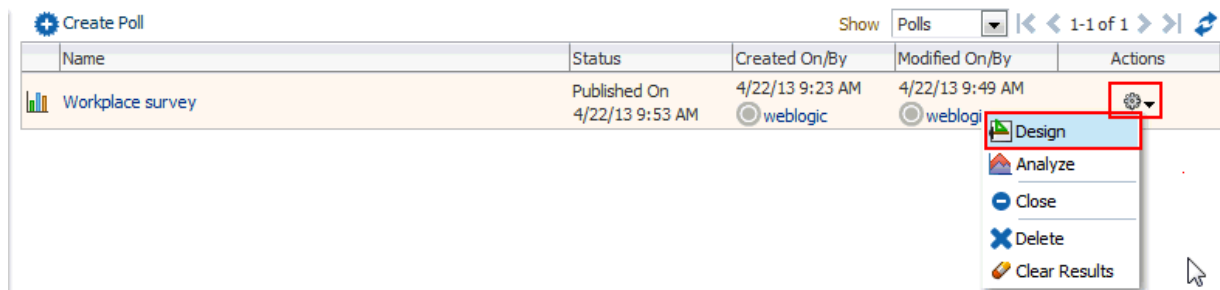 Create Poll
Show Polls 1-1 of 1
Name Status Created On/By Modified On/By Actions
Workplace survey Published On 4/22/13 9:53 AM 4/22/13 9:23 AM weblogic 4/22/13 9:49 AM weblogi
Design
Analyze
Close
Delete
Clear Results